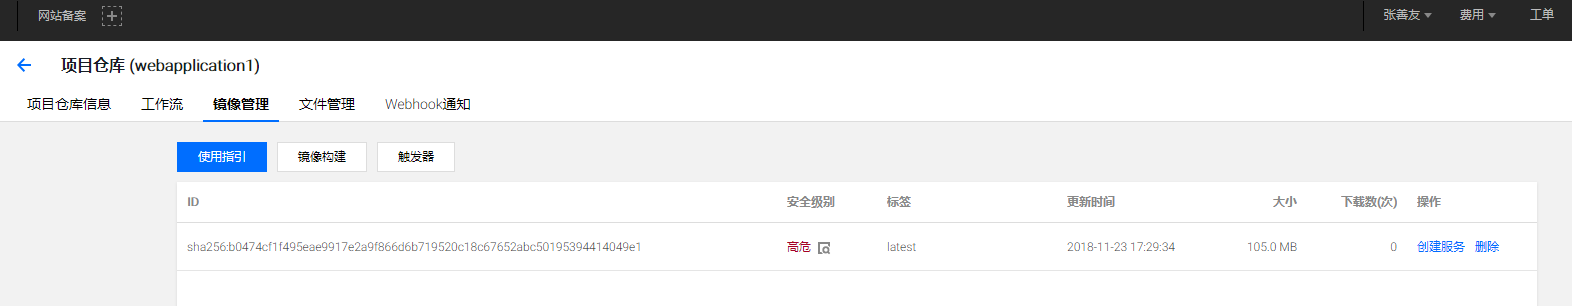 网站备案 张善友 费用 工单
项目仓库 (webapplication1)
项目仓库信息 工作流 镜像管理 文件管理 Webhook通知
使用指引 镜像构建 触发器
ID 安全级别 标签 更新时间 大小 下载数(次) 操作
sha256:b0474cf1f495eae9917e2a9f866d6b719520c18c67652abc50195394414049e1 高危 latest 2018-11-23 17:29:34 105.0 MB 0 创建服务 删除